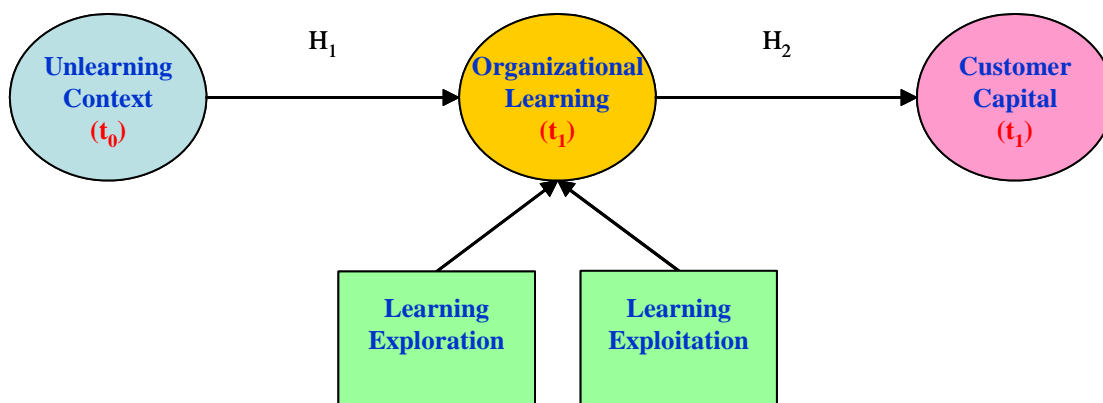 H₁
H₂
Unlearning
Context
(t₀)
Organizational
Learning
(t₁)
Customer
Capital
(t₁)
Learning
Exploration
Learning
Exploitation